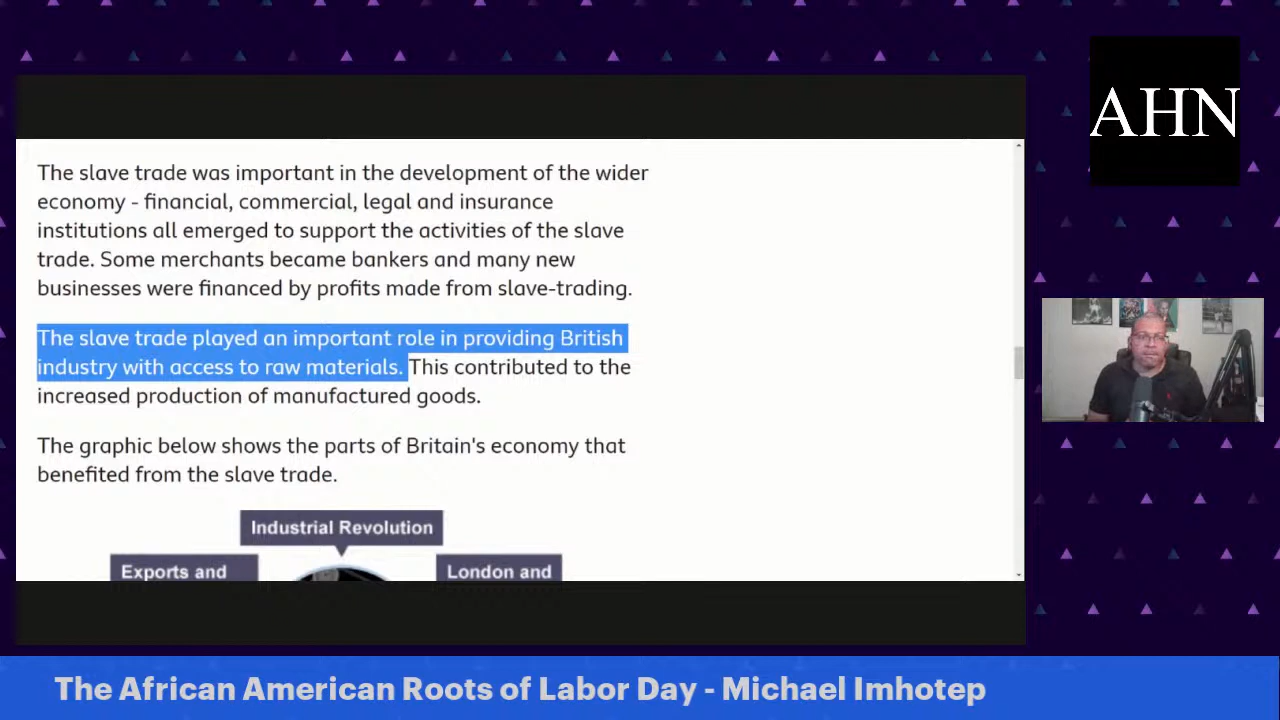 AHN
The slave trade was important in the development of the wider
economy - financial, commercial, legal and insurance
institutions all emerged to support the activities of the slave
trade. Some merchants became bankers and many new
businesses were financed by profits made from slave-trading.
The slave trade played an important role in providing British
industry with access to raw materials. This contributed to the
increased production of manufactured goods.
The graphic below shows the parts of Britain's economy that
benefited from the slave trade.
Industrial Revolution
Exports and
London and
The African American Roots of Labor Day - Michael Imhotep